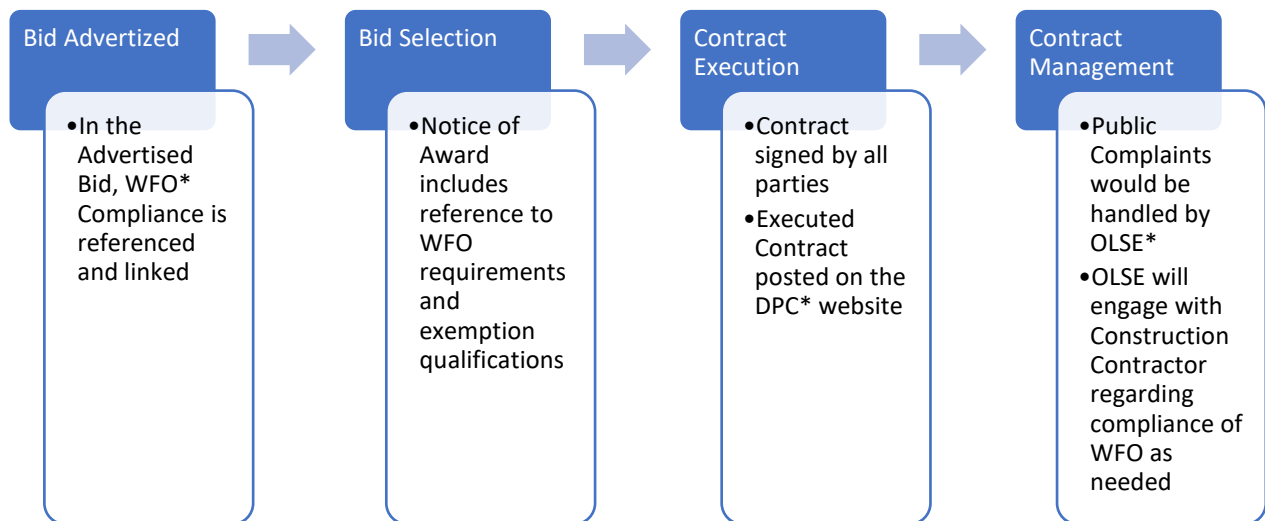 Bid Advertized
•In the
Advertised
Bid, WFO*
Compliance is
referenced
and linked
Bid Selection
•Notice of
Award
includes
reference to
WFO
requirements
and
exemption
qualifications
Contract
Execution
•Contract
signed by all
parties
•Executed
Contract
posted on the
DPC* website
Contract
Management
•Public
Complaints
would be
handled by
OLSE*
•OLSE will
engage with
Construction
Contractor
regarding
compliance of
WFO as
needed